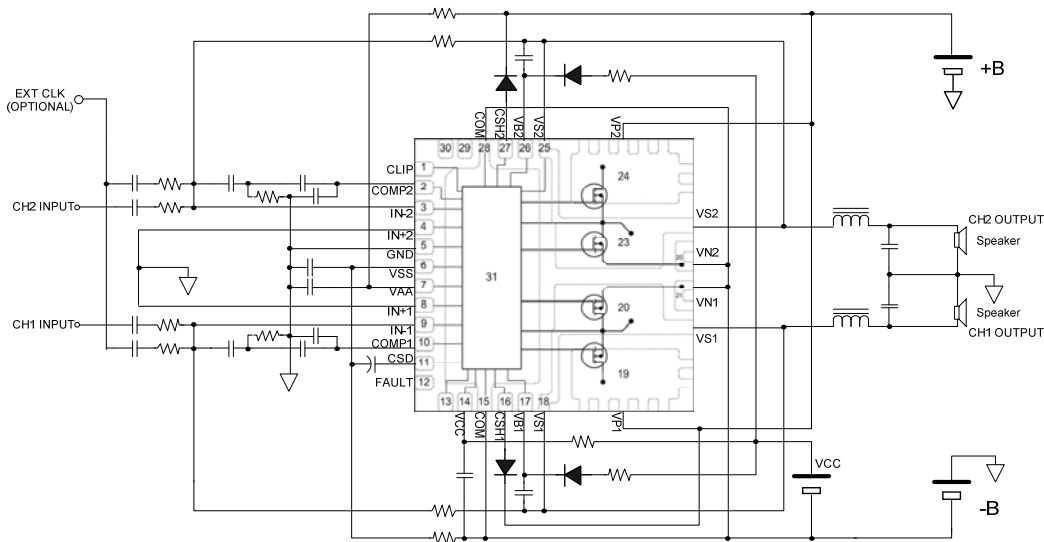 +B
EXT CLK
(OPTIONAL)
COM
CSH2
VB2
VS2
VP2
30
29
28
27
26
25
CLIP
1
24
COMP2
2
CH2 INPUT
IN-2
3
VS2
CH2 OUTPUT
IN+2
4
23
Speaker
GND
5
VN2
20
VSS
6
31
VAA
7
21
VN1
IN+1
8
20
Speaker
CH1 INPUT
IN-1
9
VS1
CH1 OUTPUT
COMP1
10
CSD
11
19
FAULT
12
13
14
15
16
17
18
VCC
COM
CSH1
VB1
VS1
VP1
VCC
-B